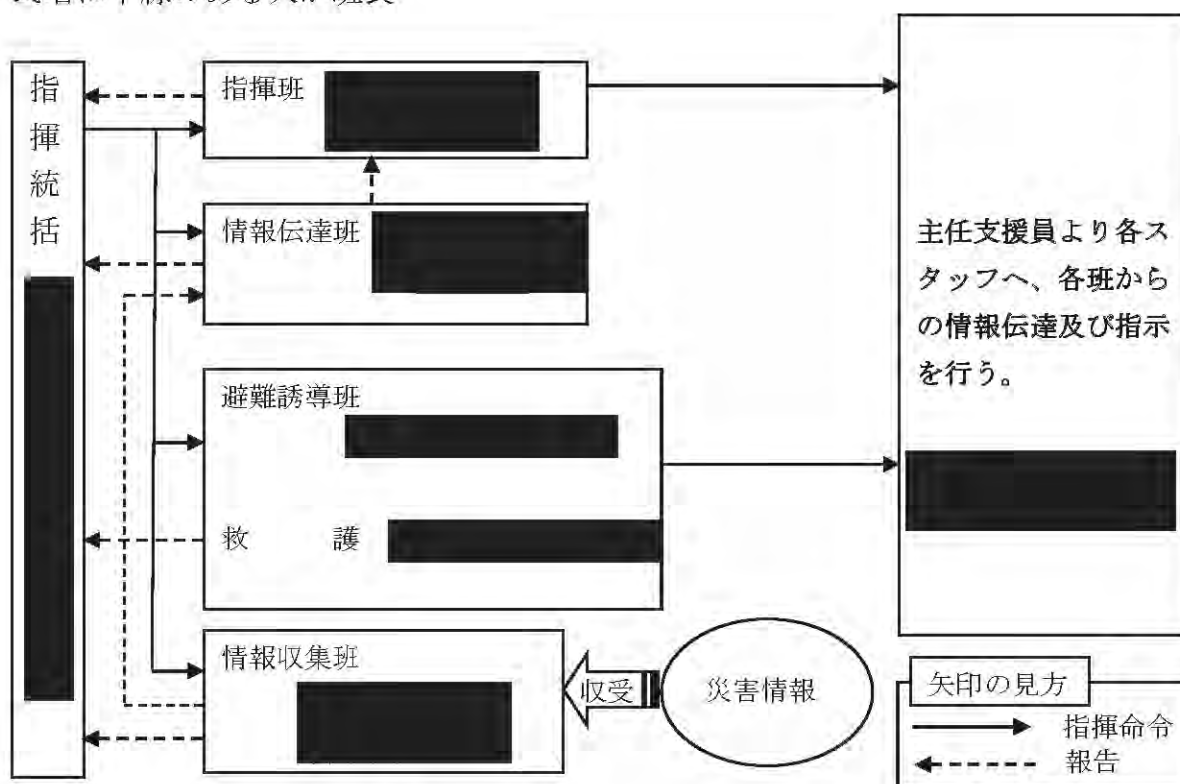 指揮統括
指揮班
情報伝達班
避難誘導班
救　　護
情報収集班
収受
災害情報
主任支援員より各ス
タッフへ、各班から
の情報伝達及び指示
を行う。
矢印の見方
指揮命令
報告